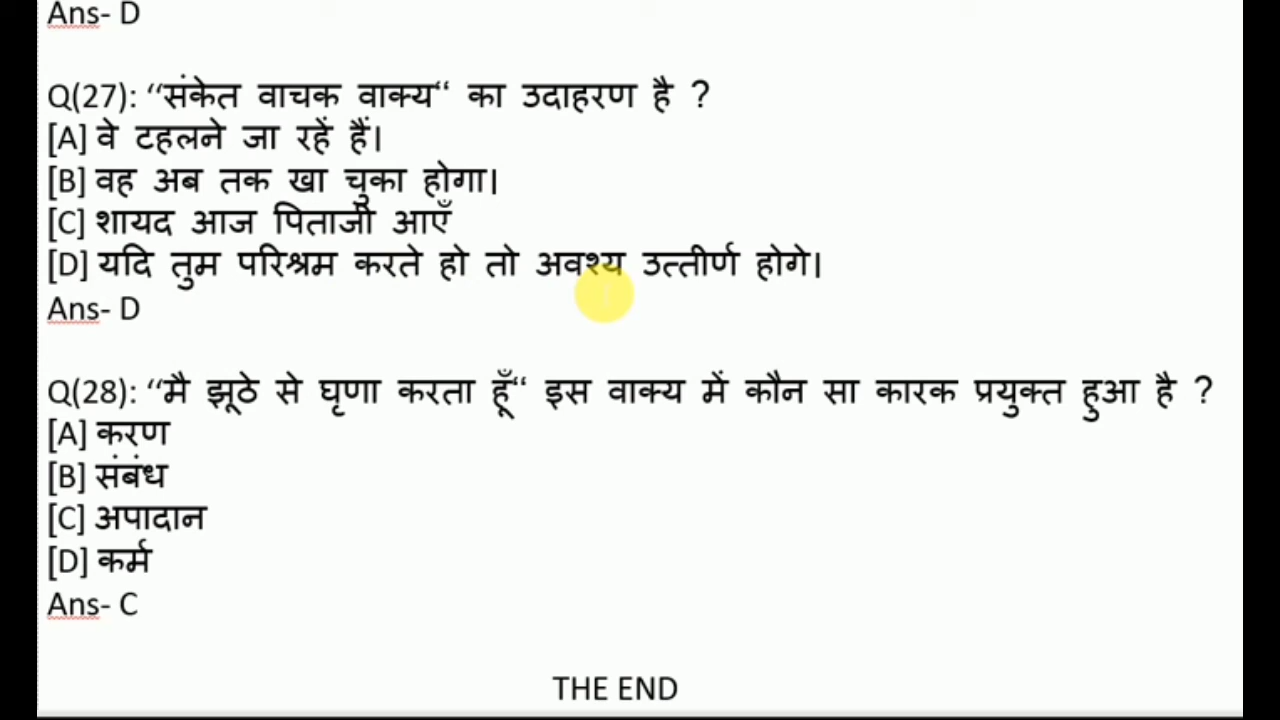 Ans- D
Q(27): “संकेत वाचक वाक्य“ का उदाहरण है ?
[A] वे टहलने जा रहें हैं।
[B] वह अब तक खा चुका होगा।
[C] शायद आज पिताजी आएँ
[D] यदि तुम परिश्रम करते हो तो अवश्य उत्तीर्ण होगे।
Ans- D
Q(28): “मै झूठे से घृणा करता हूँ“ इस वाक्य में कौन सा कारक प्रयुक्त हुआ है ?
[A] करण
[B] संबंध
[C] अपादान
[D] कर्म
Ans- C
THE END